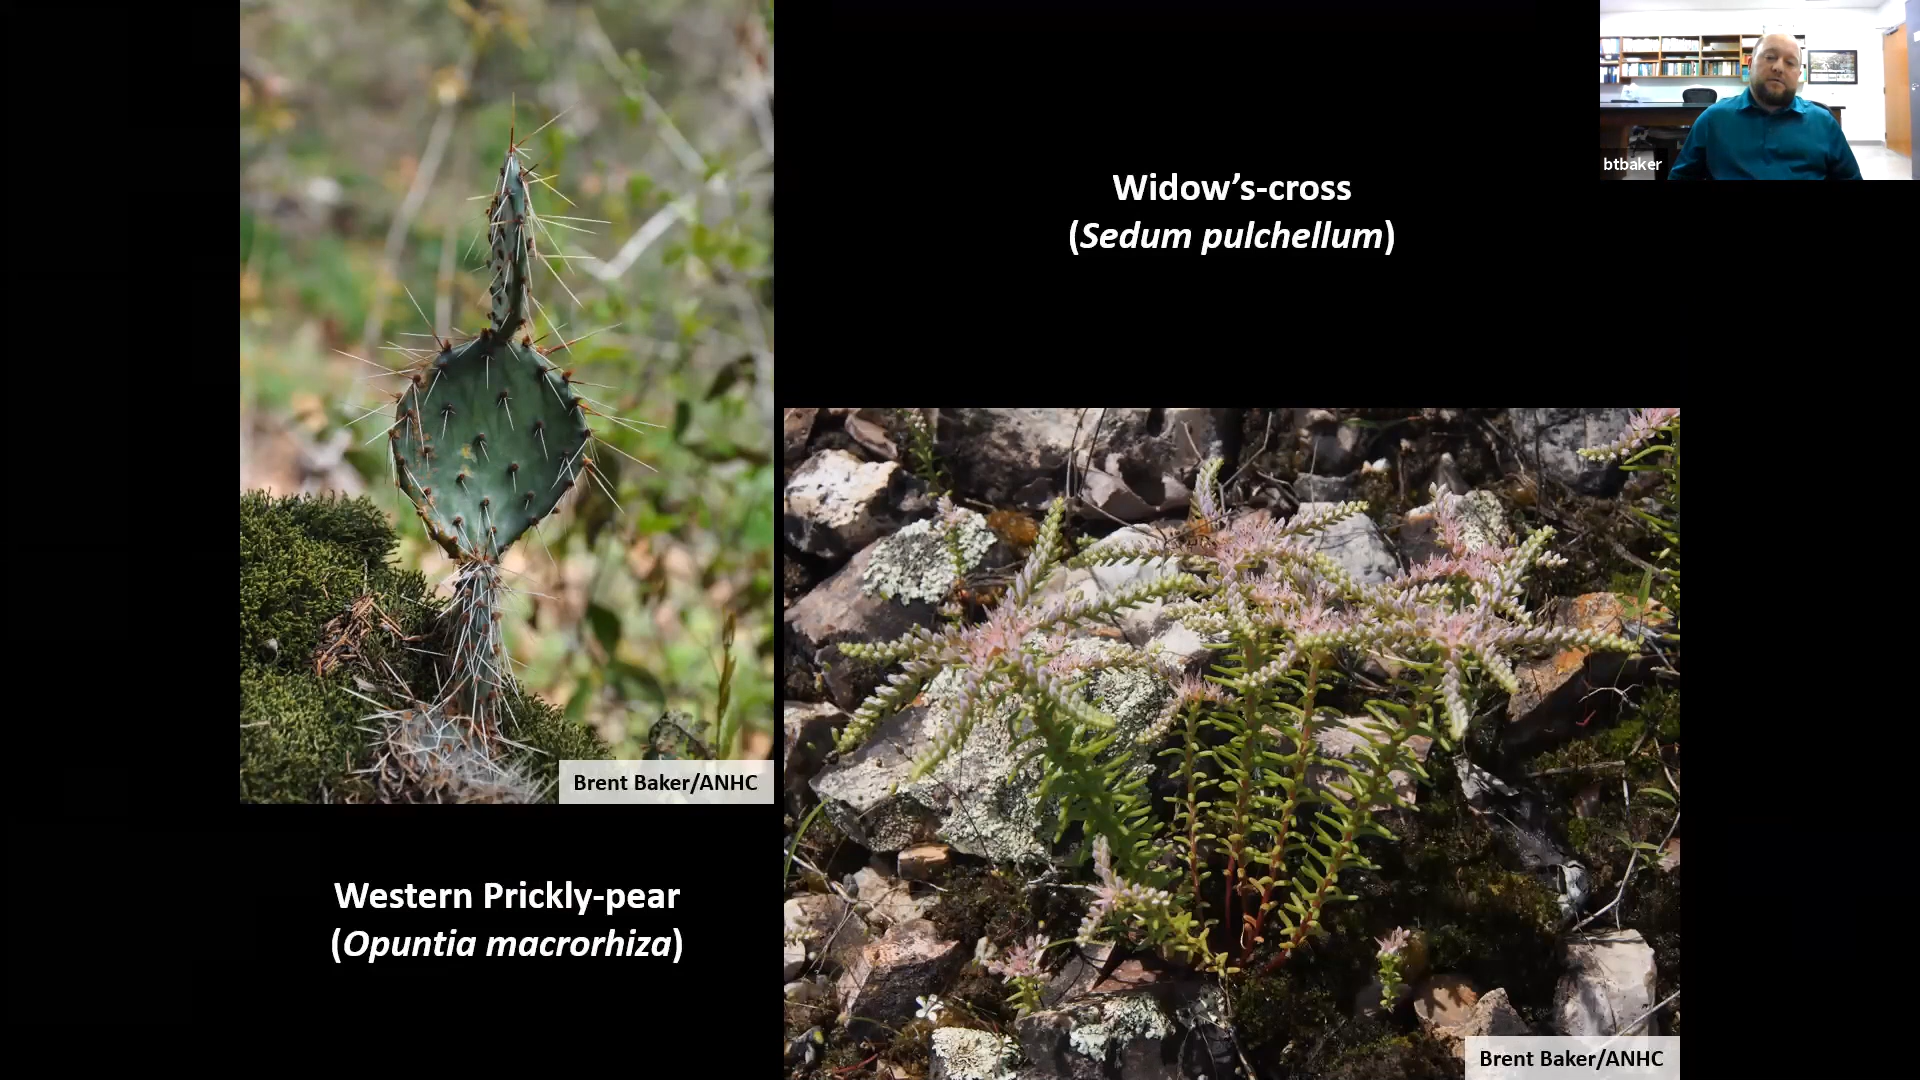 btbaker
Widow’s-cross
(Sedum pulchellum)
Brent Baker/ANHC
Western Prickly-pear
(Opuntia macrorhiza)
Brent Baker/ANHC